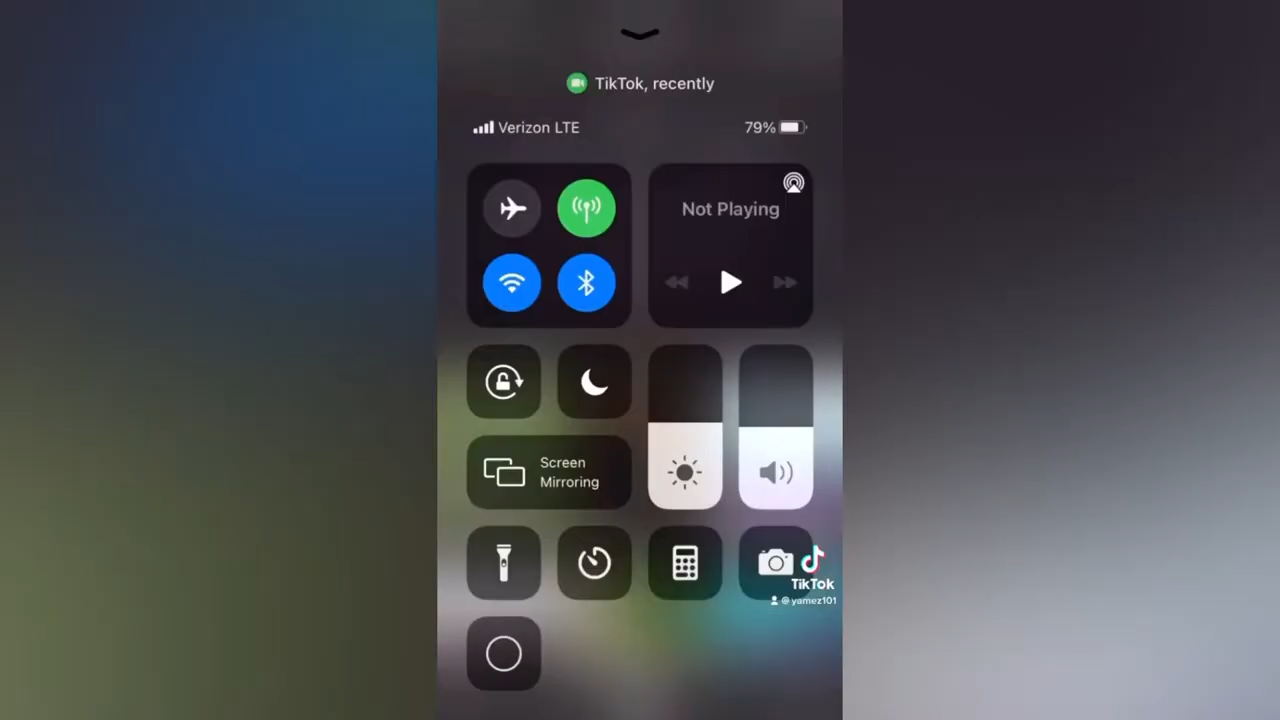 TikTok, recently
Verizon LTE
79%
Not Playing
Screen
Mirroring
TikTok
@yamez101